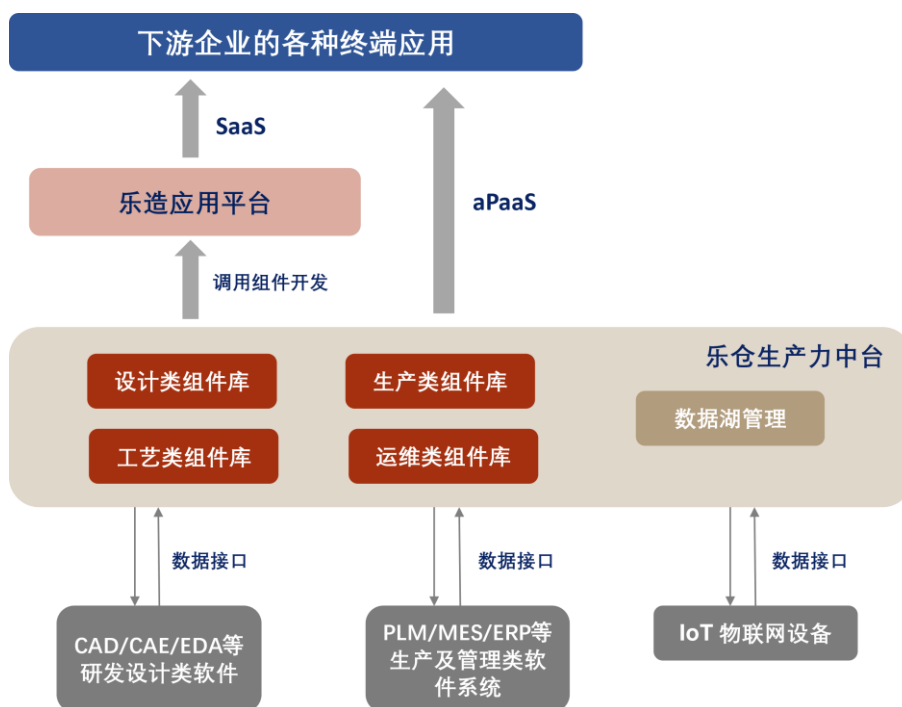 下游企业的各种终端应用
SaaS
乐造应用平台
aPaaS
调用组件开发
乐仓生产力中台
设计类组件库
生产类组件库
数据湖管理
工艺类组件库
运维类组件库
数据接口
数据接口
数据接口
CAD/CAE/EDA等
研发设计类软件
PLM/MES/ERP等
生产及管理类软
件系统
IoT 物联网设备